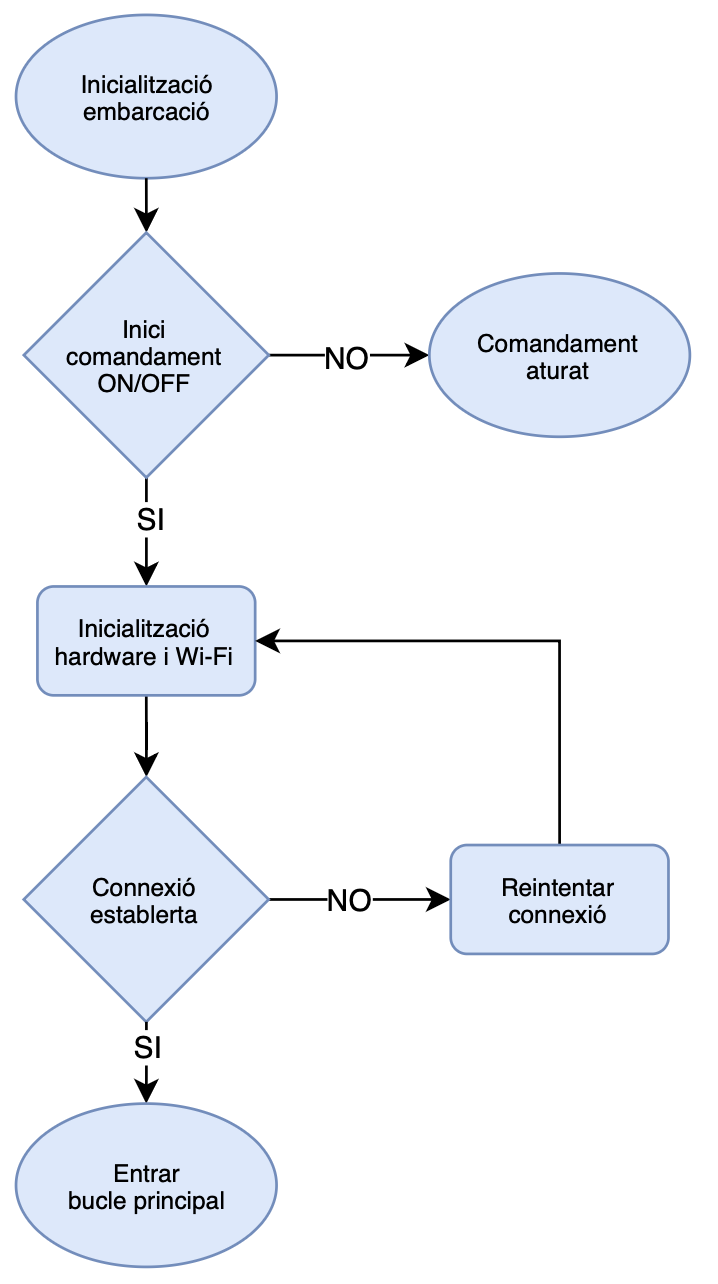 Inicialització
embarcació
Inici
comandament
ON/OFF
NO
Comandament
aturat
SI
Inicialització
hardware i Wi-Fi
Connexió
establerta
NO
Reintentar
connexió
SI
Entrar
bucle principal